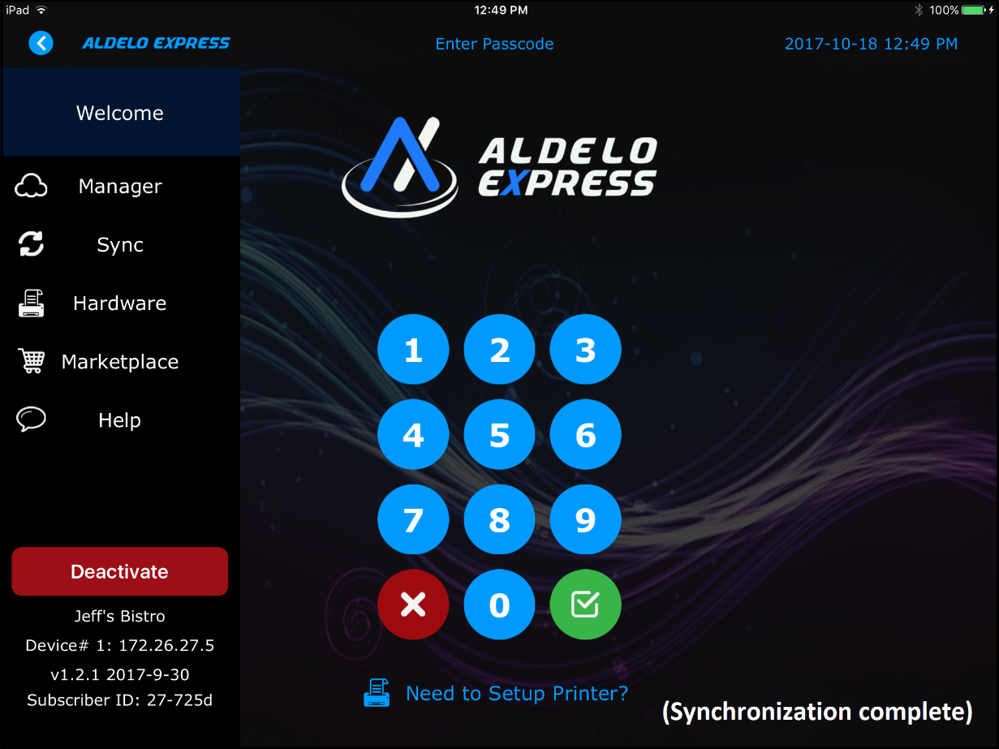 iPad 12:49 PM 100%
ALDELO EXPRESS Enter Passcode 2017-10-18 12:49 PM
Welcome
ALDELO
EXPRESS
Manager
Sync
Hardware
Marketplace
Help
1 2 3
4 5 6
7 8 9
0
Deactivate
Jeff's Bistro
Device# 1: 172.26.27.5
v1.2.1 2017-9-30
Subscriber ID: 27-725d
Need to Setup Printer?
(Synchronization complete)